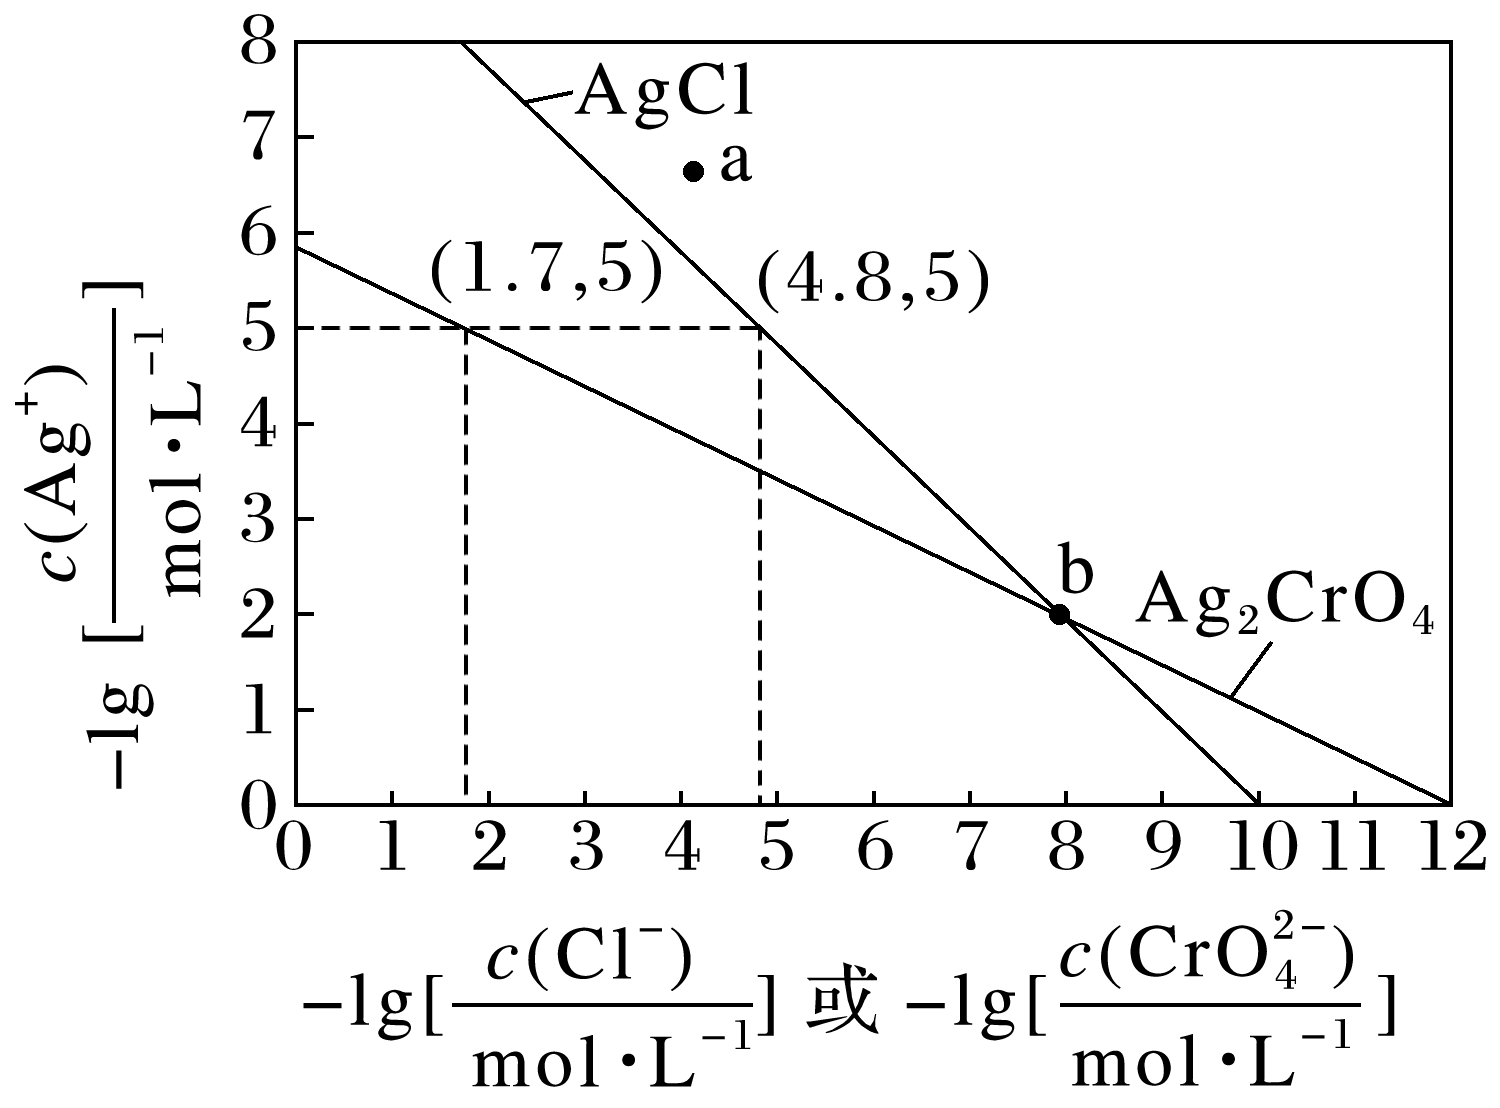 −lg [c(Ag⁺)/mol·L⁻¹]
8
7
6
5
4
3
2
1
0
AgCl
a
(1.7,5) (4.8,5)
b
Ag₂CrO₄
0 1 2 3 4 5 6 7 8 9 10 11 12
−lg[c(Cl⁻)/mol·L⁻¹] 或 −lg[c(CrO₄²⁻)/mol·L⁻¹]